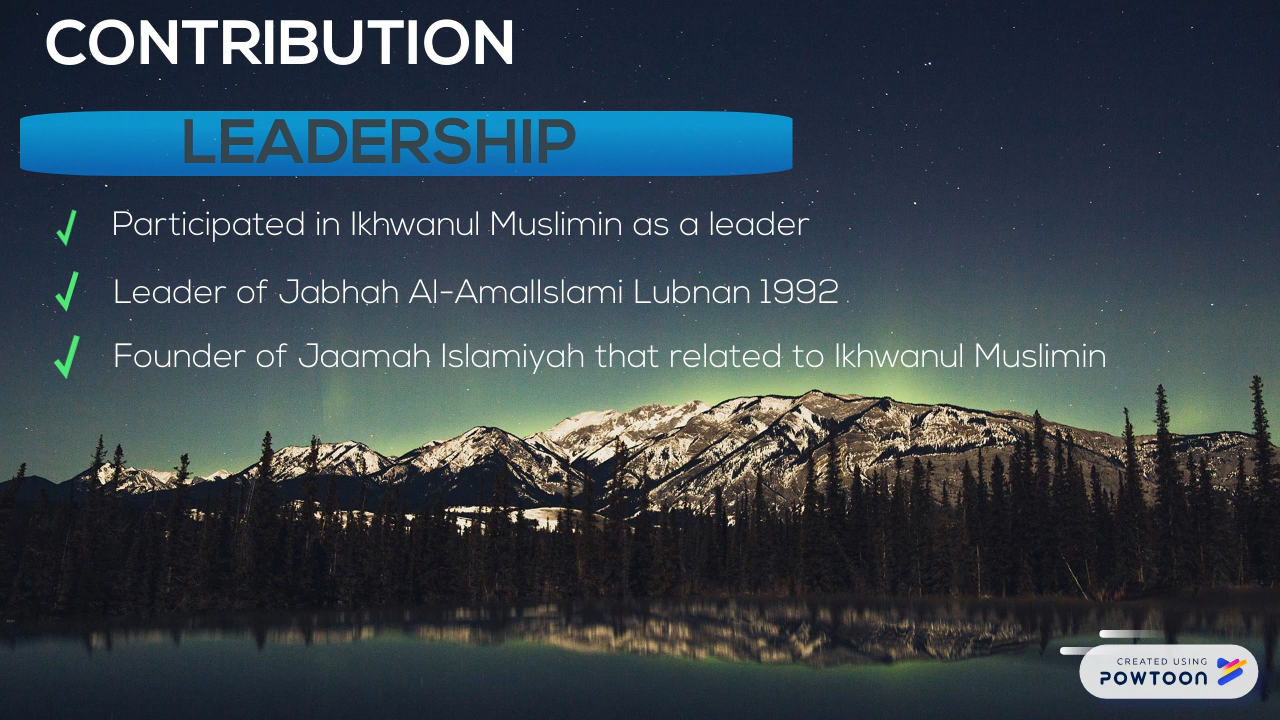 CONTRIBUTION
LEADERSHIP
Participated in Ikhwanul Muslimin as a leader
Leader of Jabhah Al-AmalIslami Lubnan 1992
Founder of Jaamah Islamiyah that related to Ikhwanul Muslimin
CREATED USING
POWTOON